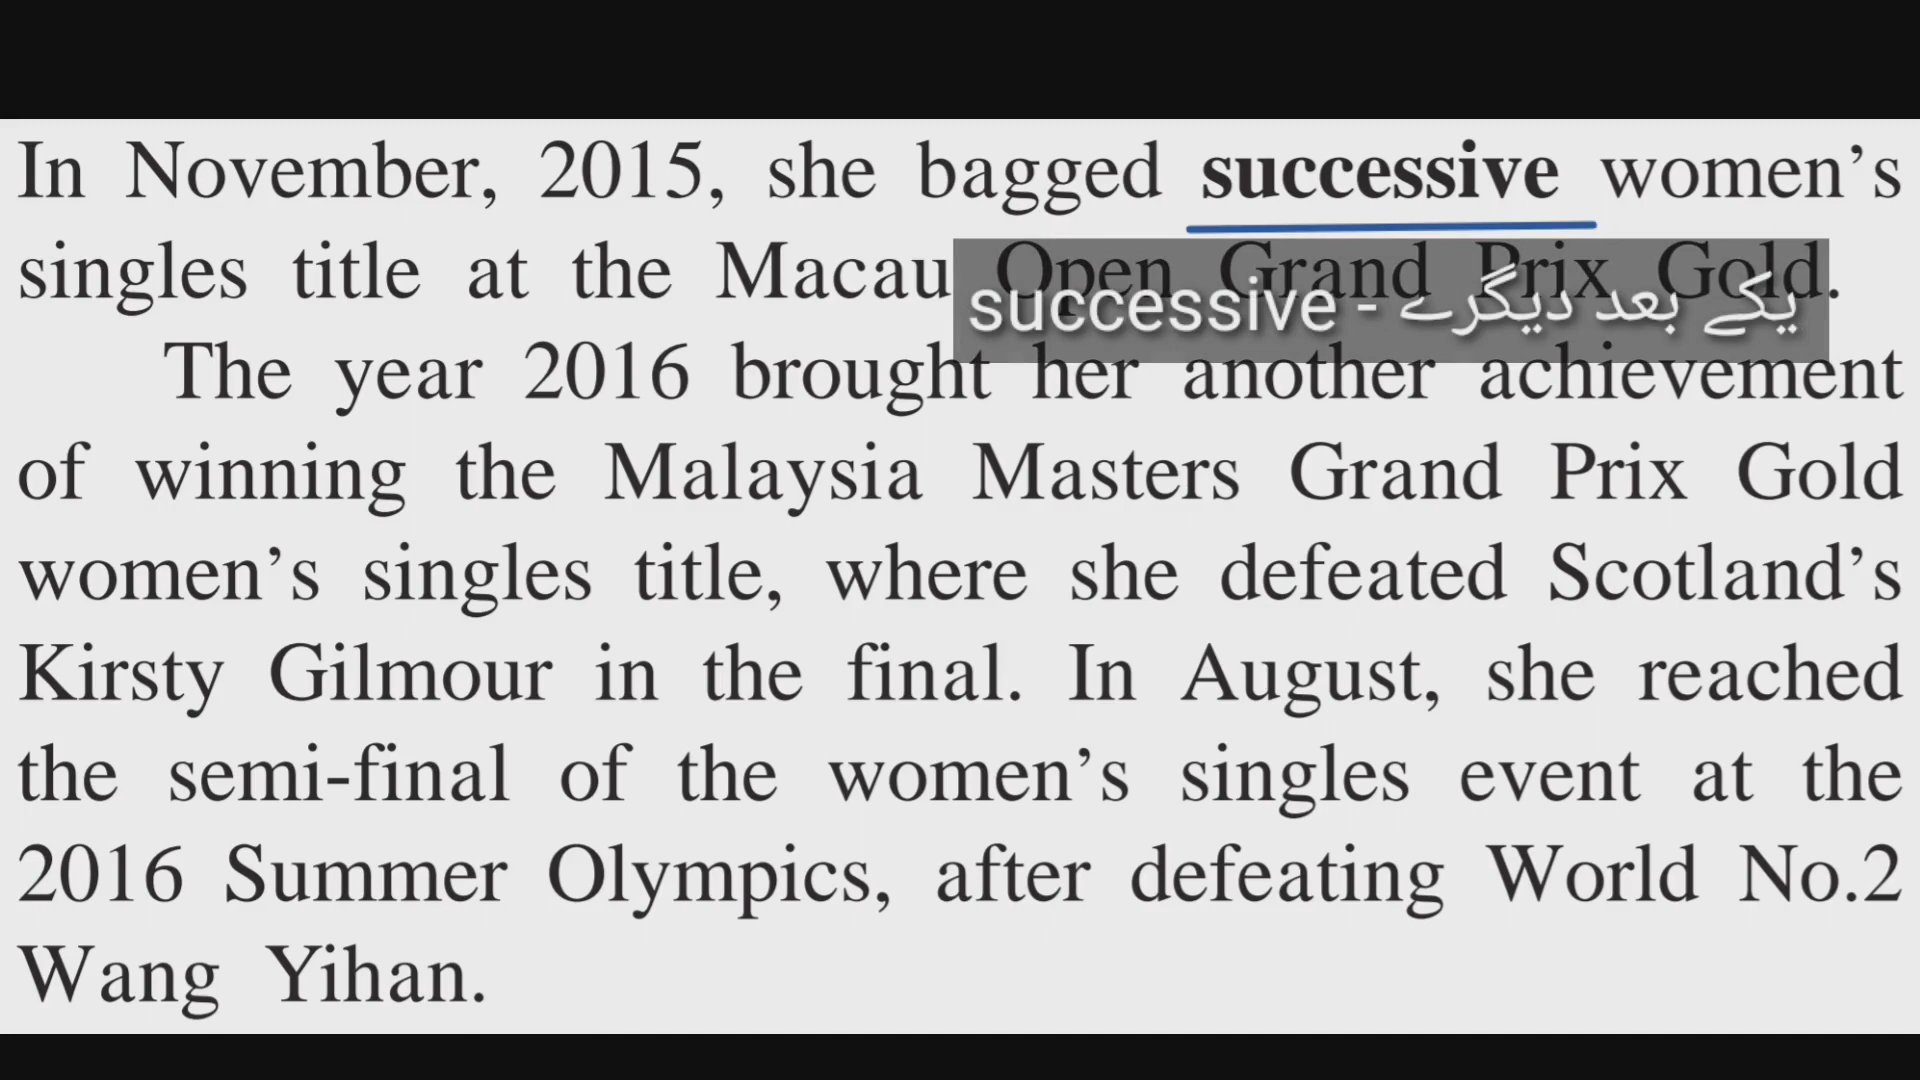 In November, 2015, she bagged successive women’s
singles title at the Macau Open Grand Prix Gold.
successive - یکے بعد دیگرے
The year 2016 brought her another achievement
of winning the Malaysia Masters Grand Prix Gold
women’s singles title, where she defeated Scotland’s
Kirsty Gilmour in the final. In August, she reached
the semi-final of the women’s singles event at the
2016 Summer Olympics, after defeating World No.2
Wang Yihan.